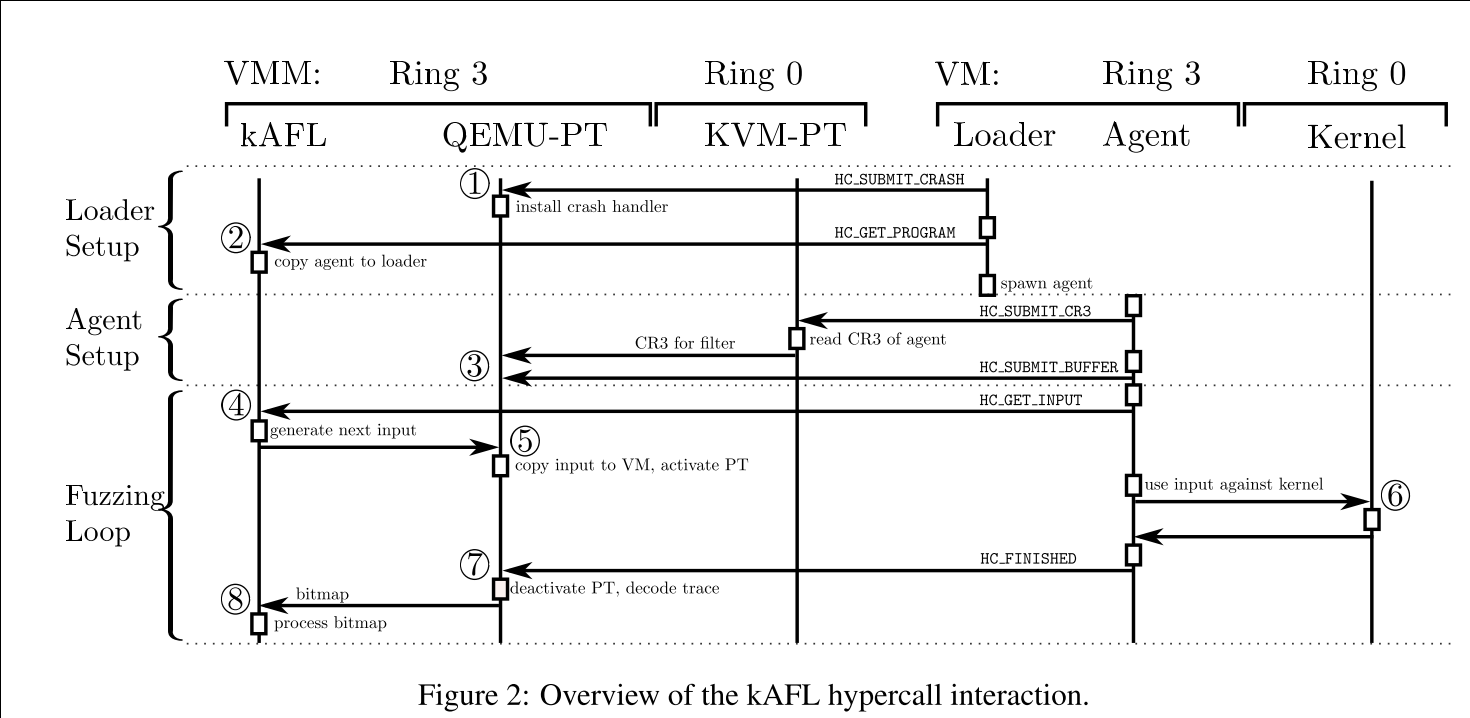 VMM: Ring 3 Ring 0 VM: Ring 3 Ring 0
kAFL QEMU-PT KVM-PT Loader Agent Kernel
Loader
Setup
① HC_SUBMIT_CRASH
install crash handler
② HC_GET_PROGRAM
copy agent to loader
spawn agent
Agent
Setup
HC_SUBMIT_CR3
read CR3 of agent
CR3 for filter
③ HC_SUBMIT_BUFFER
Fuzzing
Loop
④ HC_GET_INPUT
generate next input
⑤
copy input to VM, activate PT
use input against kernel ⑥
⑦ HC_FINISHED
deactivate PT, decode trace
⑧ bitmap
process bitmap
Figure 2: Overview of the kAFL hypercall interaction.